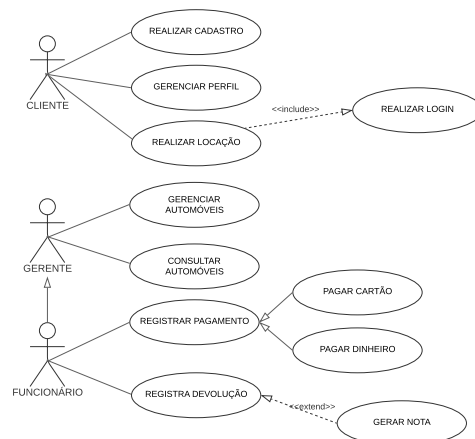 REALIZAR CADASTRO
GERENCIAR PERFIL
CLIENTE
<<include>>
REALIZAR LOGIN
REALIZAR LOCAÇÃO
GERENCIAR
AUTOMÓVEIS
GERENTE
CONSULTAR
AUTOMÓVEIS
PAGAR CARTÃO
REGISTRAR PAGAMENTO
PAGAR DINHEIRO
FUNCIONÁRIO
REGISTRA DEVOLUÇÃO
<<extend>>
GERAR NOTA